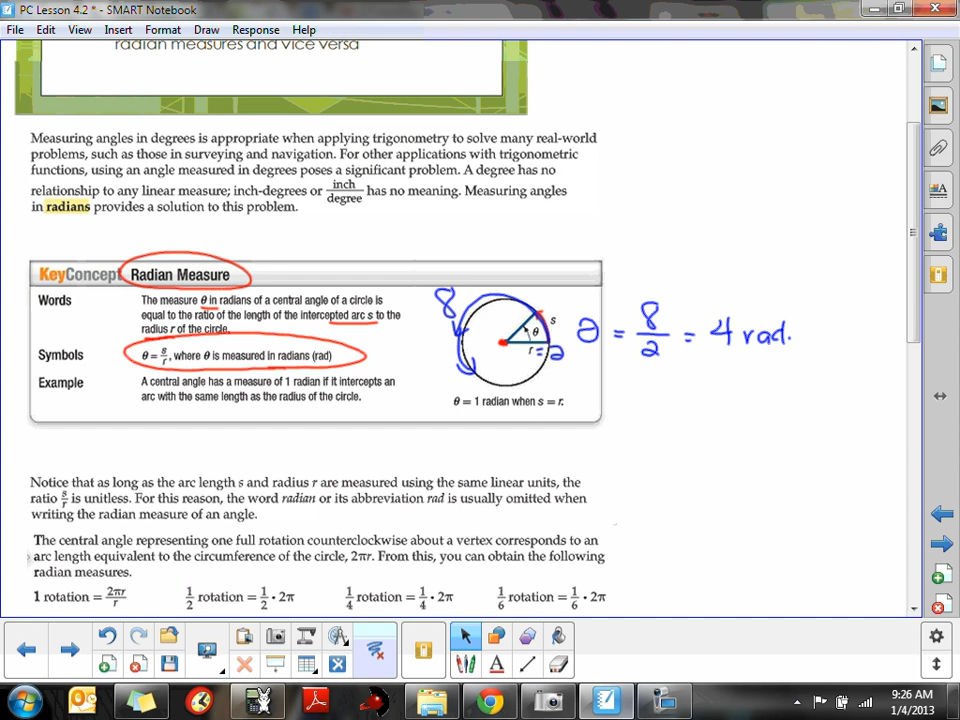 PC Lesson 4.2 * - SMART Notebook
File Edit View Insert Format Draw Response Help
radian measures and vice versa
Measuring angles in degrees is appropriate when applying trigonometry to solve many real-world
problems, such as those in surveying and navigation. For other applications with trigonometric
functions, using an angle measured in degrees poses a significant problem. A degree has no
relationship to any linear measure; inch-degrees or inch/degree has no meaning. Measuring angles
in radians provides a solution to this problem.
KeyConcept Radian Measure
Words
The measure θ in radians of a central angle of a circle is
equal to the ratio of the length of the intercepted arc s to the
radius r of the circle.
Symbols
θ = s/r, where θ is measured in radians (rad)
Example
A central angle has a measure of 1 radian if it intercepts an
arc with the same length as the radius of the circle.
8
s
θ
r = 2
θ = 1 radian when s = r.
θ = 8/2 = 4 rad.
Notice that as long as the arc length s and radius r are measured using the same linear units, the
ratio s/r is unitless. For this reason, the word radian or its abbreviation rad is usually omitted when
writing the radian measure of an angle.
The central angle representing one full rotation counterclockwise about a vertex corresponds to an
arc length equivalent to the circumference of the circle, 2πr. From this, you can obtain the following
radian measures.
1 rotation = 2πr/r 1/2 rotation = 1/2 · 2π 1/4 rotation = 1/4 · 2π 1/6 rotation = 1/6 · 2π
9:26 AM
1/4/2013